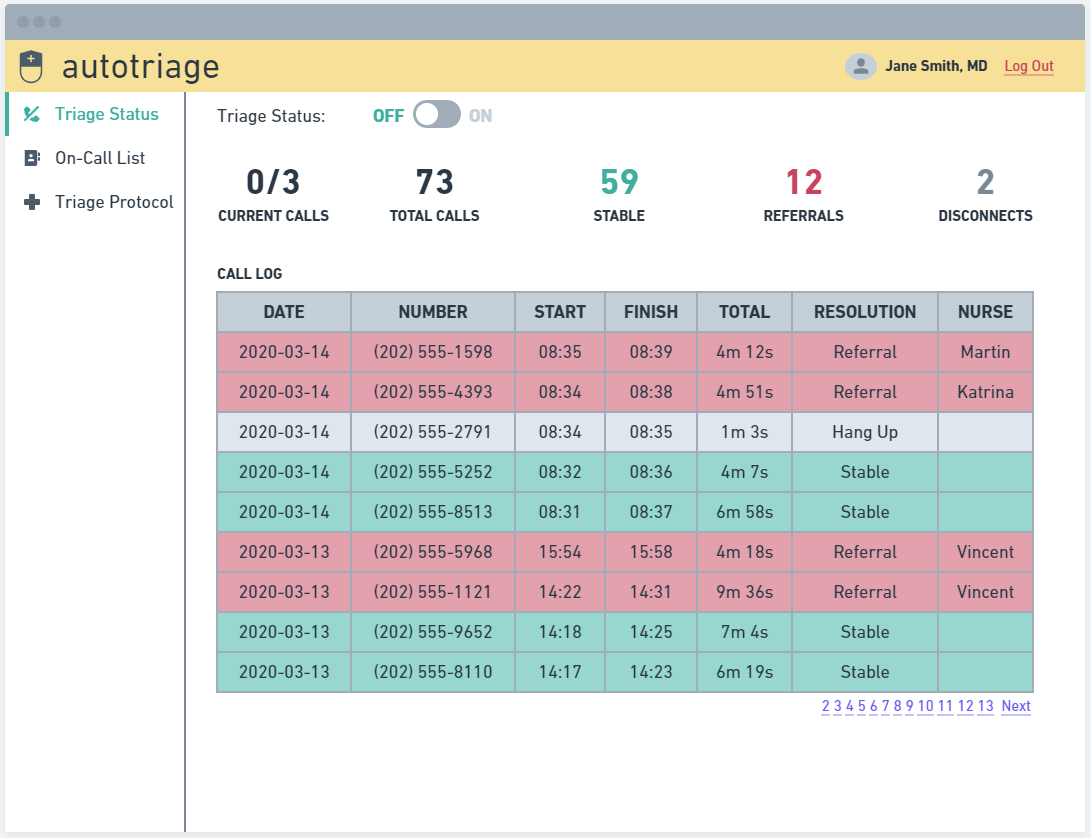 autotriage
Jane Smith, MD Log Out
Triage Status
On-Call List
Triage Protocol
Triage Status: OFF ON
0/3 73 59 12 2
CURRENT CALLS TOTAL CALLS STABLE REFERRALS DISCONNECTS
CALL LOG
DATE NUMBER START FINISH TOTAL RESOLUTION NURSE
2020-03-14 (202) 555-1598 08:35 08:39 4m 12s Referral Martin
2020-03-14 (202) 555-4393 08:34 08:38 4m 51s Referral Katrina
2020-03-14 (202) 555-2791 08:34 08:35 1m 3s Hang Up
2020-03-14 (202) 555-5252 08:32 08:36 4m 7s Stable
2020-03-14 (202) 555-8513 08:31 08:37 6m 58s Stable
2020-03-13 (202) 555-5968 15:54 15:58 4m 18s Referral Vincent
2020-03-13 (202) 555-1121 14:22 14:31 9m 36s Referral Vincent
2020-03-13 (202) 555-9652 14:18 14:25 7m 4s Stable
2020-03-13 (202) 555-8110 14:17 14:23 6m 19s Stable
2 3 4 5 6 7 8 9 10 11 12 13 Next